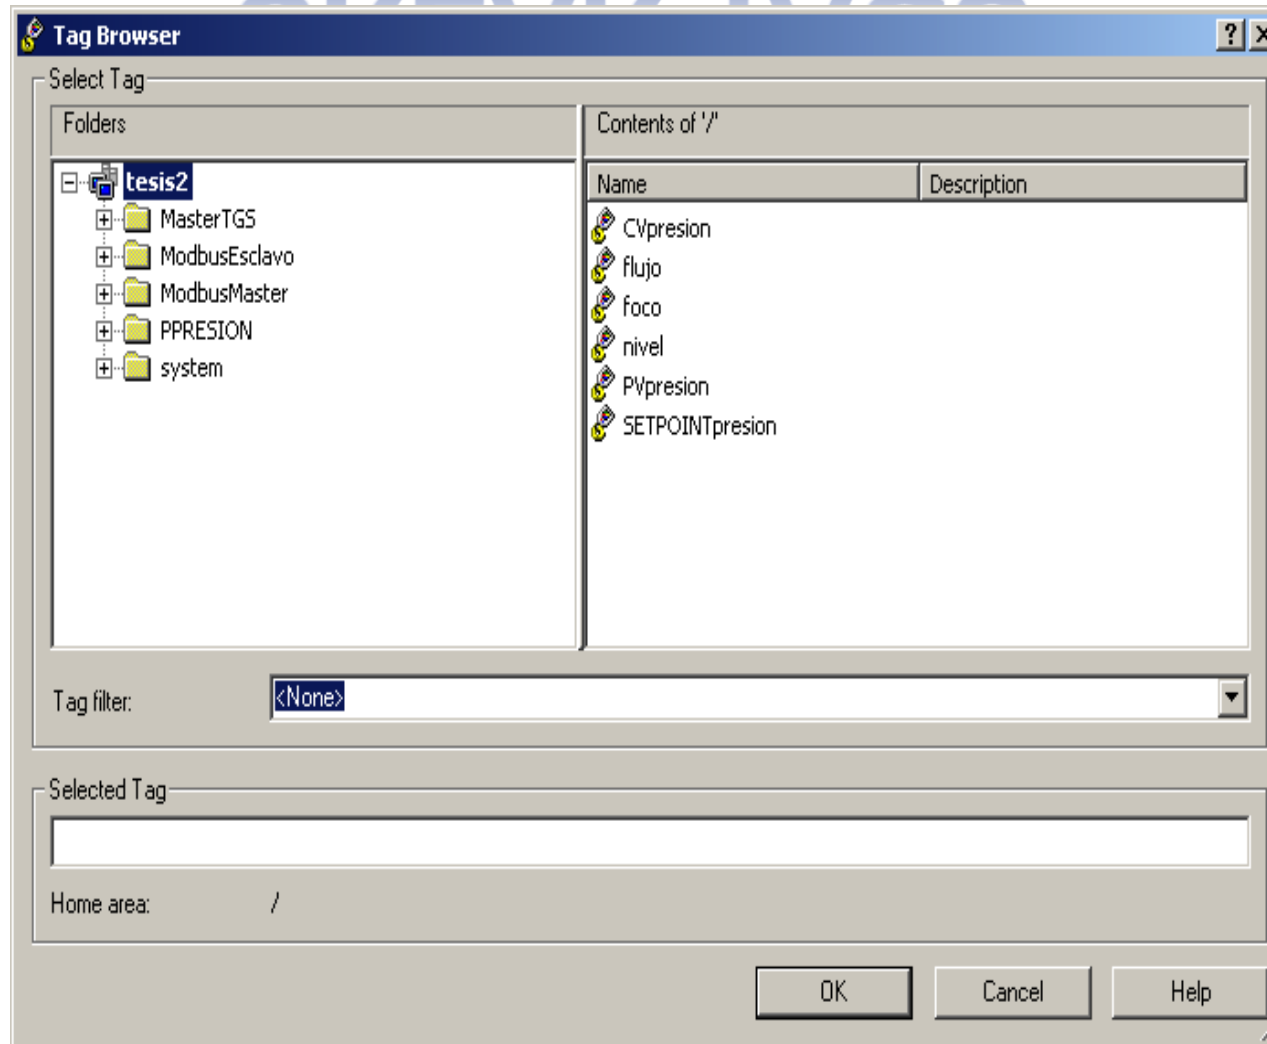 Tag Browser
Select Tag
Folders
Contents of '/'
tesis2
MasterTGS
ModbusEsclavo
ModbusMaster
PPRESION
system
Name Description
CVpresion
flujo
foco
nivel
PVpresion
SETPOINTpresion
Tag filter: <None>
Selected Tag
Home area: /
OK Cancel Help